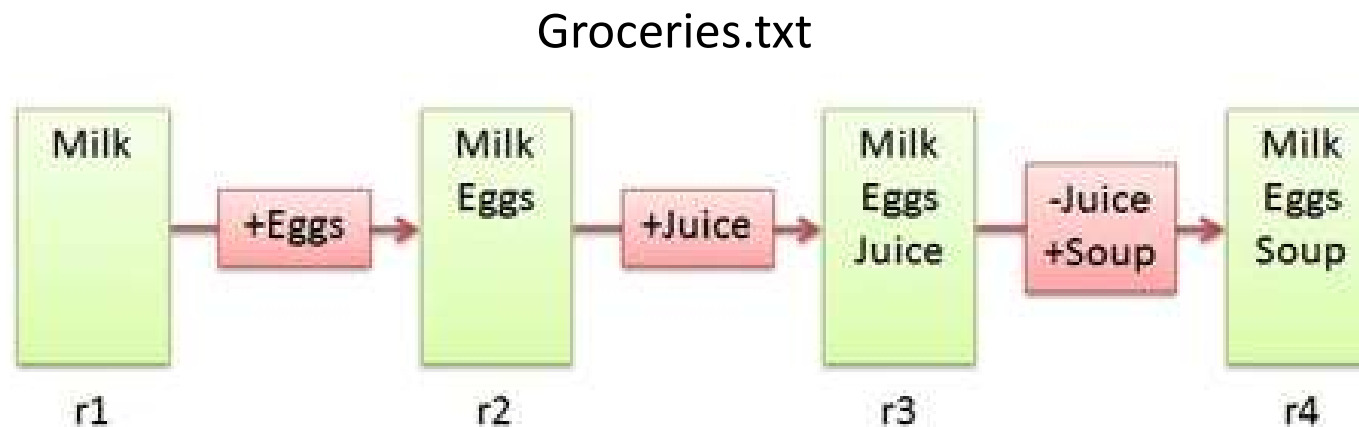 Groceries.txt
Milk
+Eggs
Milk
Eggs
+Juice
Milk
Eggs
Juice
-Juice
+Soup
Milk
Eggs
Soup
r1
r2
r3
r4